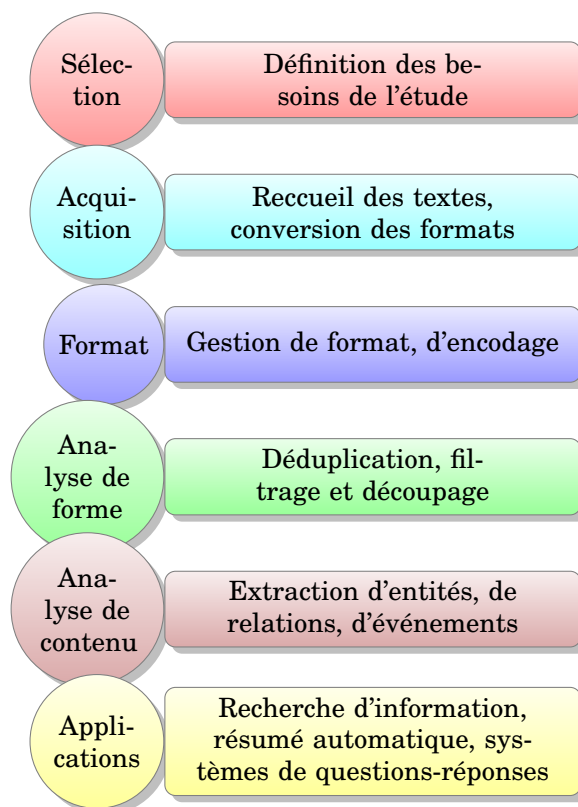 Sélec-
tion
Définition des be-
soins de l'étude
Acqui-
sition
Reccueil des textes,
conversion des formats
Format
Gestion de format, d'encodage
Ana-
lyse de
forme
Déduplication, fil-
trage et découpage
Ana-
lyse de
contenu
Extraction d'entités, de
relations, d'événements
Appli-
cations
Recherche d'information,
résumé automatique, sys-
tèmes de questions-réponses